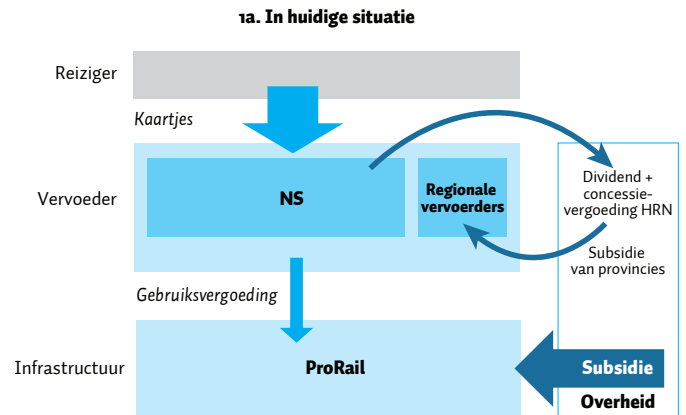 1a. In huidige situatie
Reiziger
Kaartjes
Vervoeder
NS
Regionale
vervoerders
Dividend +
concessie-
vergoeding HRN
Subsidie
van provincies
Gebruiksvergoeding
Infrastructuur
ProRail
Subsidie
Overheid